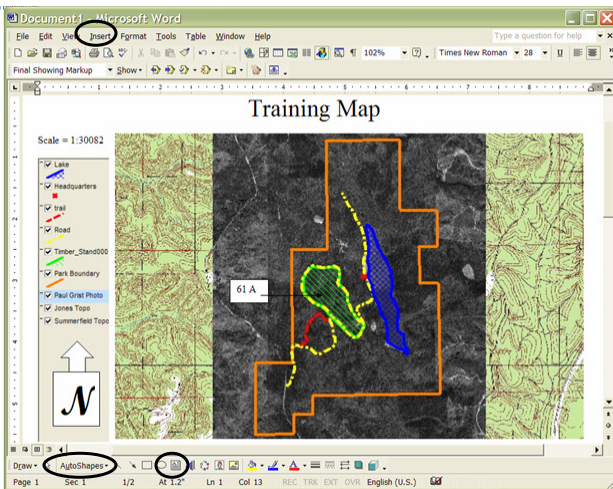 Document1 - Microsoft Word
File Edit View Insert Format Tools Table Window Help Type a question for help
102% Times New Roman 28 U
Final Showing Markup Show
Training Map
Scale = 1:30082
Lake
Headquarters
trail
Road
Timber_Stand000
Park Boundary
Paul Grist Photo
Jones Topo
Summerfield Topo
61 A
N
Draw AutoShapes
Page 1 Sec 1 1/2 At 1.2" Ln 1 Col 13 REC TRK EXT OVR English (U.S.)